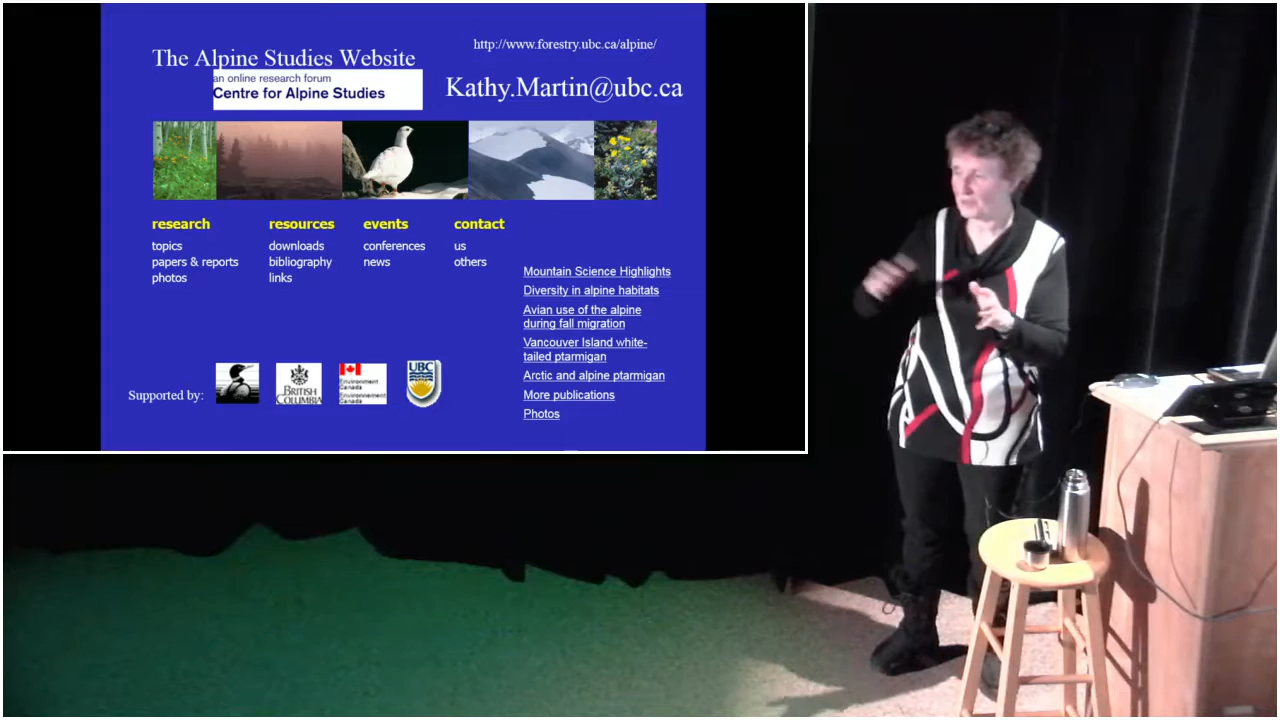 The Alpine Studies Website
an online research forum
Centre for Alpine Studies
http://www.forestry.ubc.ca/alpine/
Kathy.Martin@ubc.ca
research
topics
papers & reports
photos
resources
downloads
bibliography
links
events
conferences
news
contact
us
others
Mountain Science Highlights
Diversity in alpine habitats
Avian use of the alpine
during fall migration
Vancouver Island white-
tailed ptarmigan
Arctic and alpine ptarmigan
More publications
Photos
Supported by:
BRITISH
COLUMBIA
Environment
Canada
Environnement
Canada
UBC